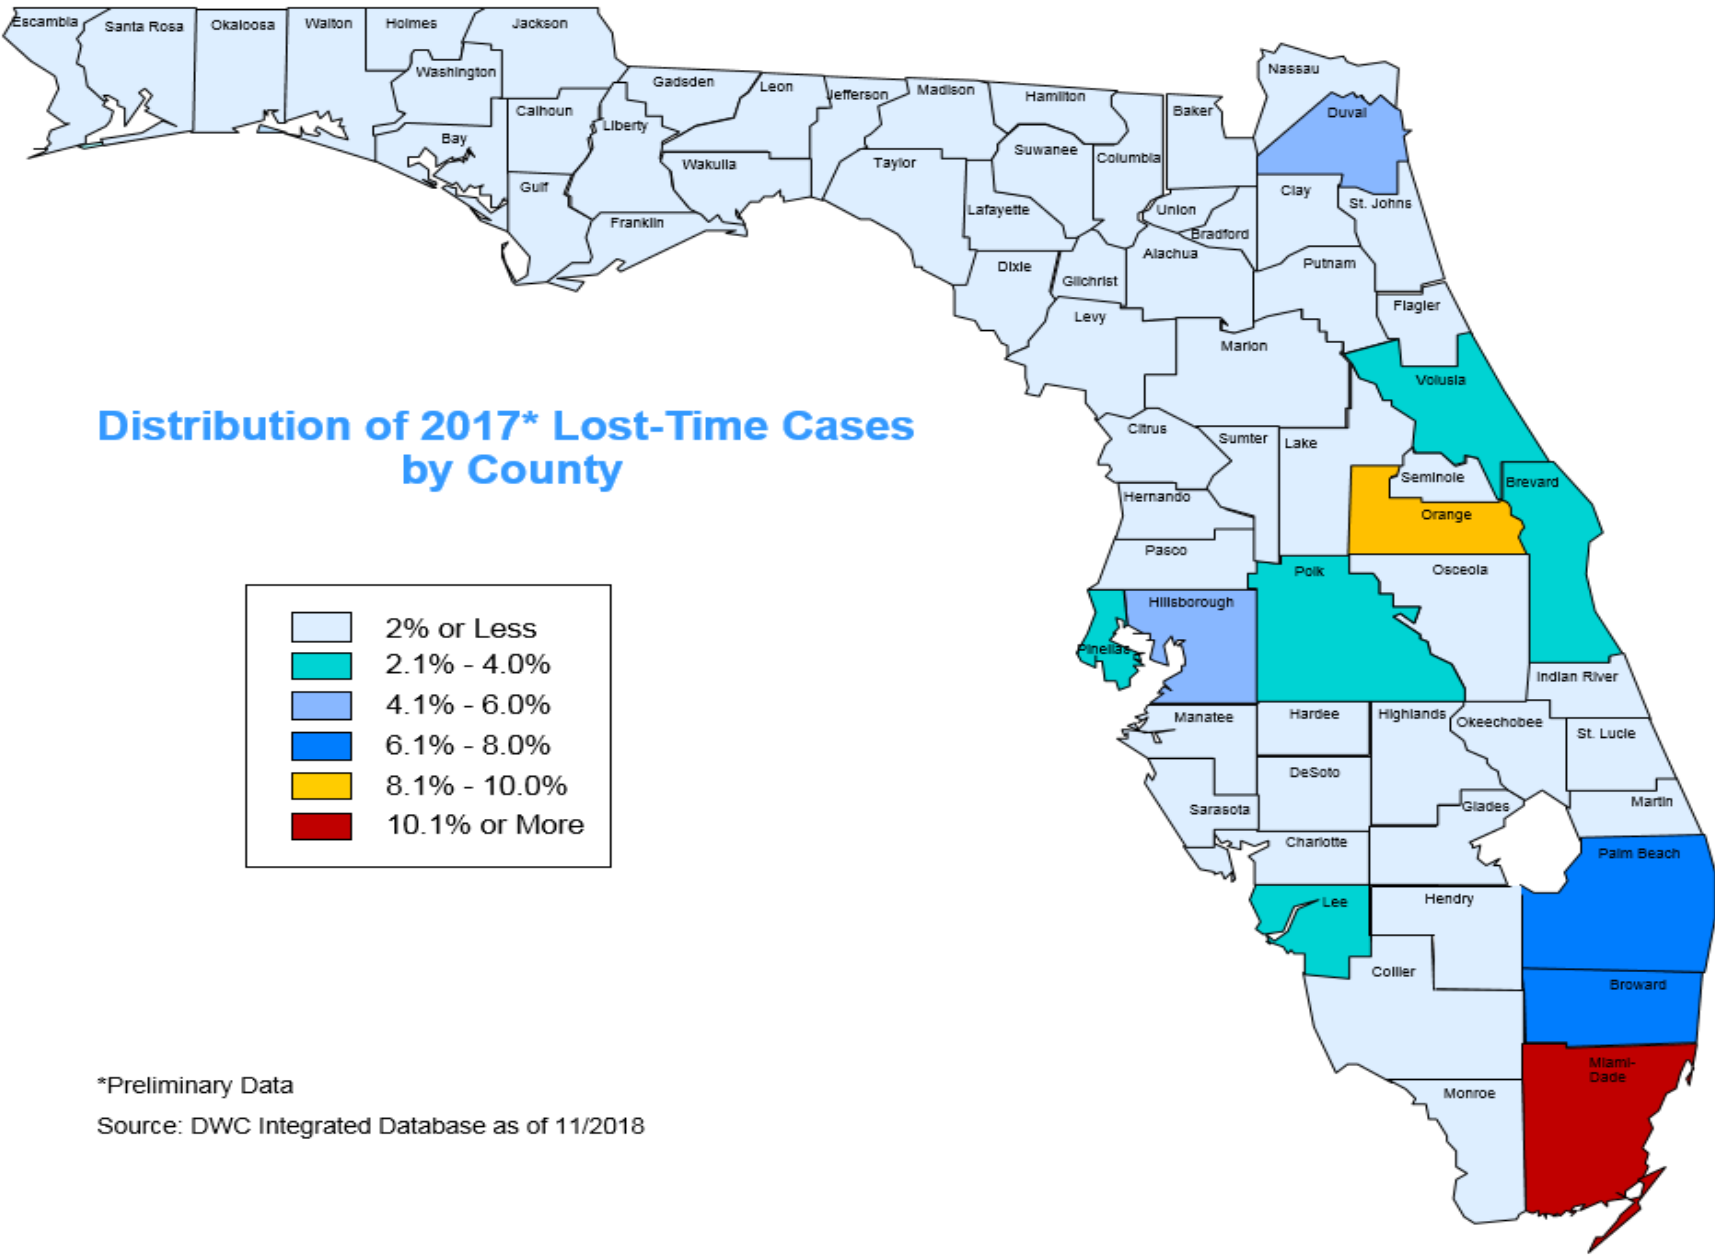 Escambia
Santa Rosa
Okaloosa
Walton
Holmes
Jackson
Washington
Bay
Calhoun
Gulf
Liberty
Gadsden
Franklin
Leon
Wakulla
Jefferson
Madison
Taylor
Hamilton
Suwanee
Lafayette
Columbia
Dixie
Gilchrist
Baker
Union
Bradford
Alachua
Nassau
Duval
Clay
St. Johns
Putnam
Flagler
Levy
Marion
Volusia
Citrus
Sumter
Lake
Seminole
Brevard
Orange
Hernando
Pasco
Polk
Osceola
Hillsborough
Pinellas
Indian River
Manatee
Hardee
Highlands
Okeechobee
St. Lucie
DeSoto
Sarasota
Glades
Martin
Charlotte
Palm Beach
Lee
Hendry
Collier
Broward
Miami-
Dade
Monroe
Distribution of 2017* Lost-Time Cases
by County
2% or Less
2.1% - 4.0%
4.1% - 6.0%
6.1% - 8.0%
8.1% - 10.0%
10.1% or More
*Preliminary Data
Source: DWC Integrated Database as of 11/2018